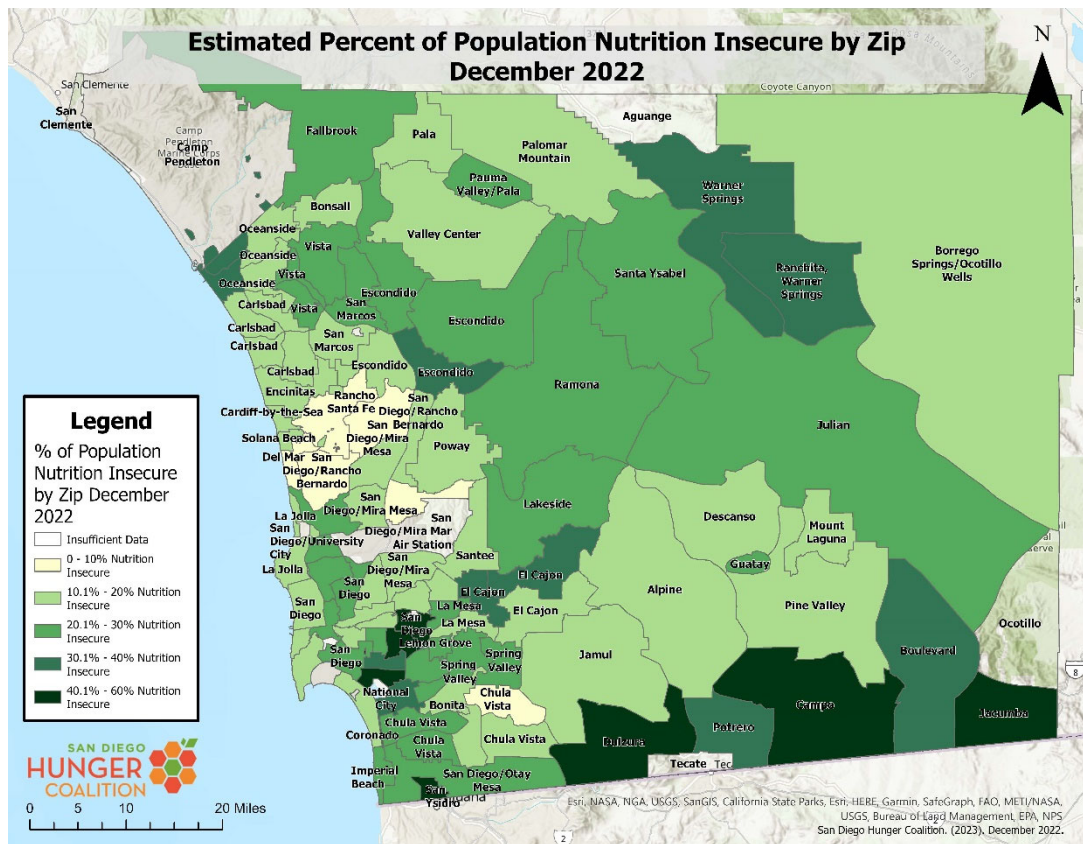 Estimated Percent of Population Nutrition Insecure by Zip
December 2022
N
San Clemente
San
Clemente
Coyote Canyon
Aguange
Camp
Pendleton
Marine Corps
Base
Camp
Pendleton
Fallbrook
Pala
Palomar
Mountain
Pauma
Valley/Pala
Warner
Springs
Bonsall
Valley Center
Oceanside
Vista
Oceanside
Vista
Oceanside
Santa Ysabel
Ranchita,
Warner
Springs
Borrego
Springs/Ocotillo
Wells
Escondido
San
Marcos
Vista
Carlsbad
Carlsbad
Carlsbad
San
Marcos
Escondido
Escondido
Escondido
Carlsbad
Encinitas
Rancho
Santa Fe
San
Diego/Rancho
Bernardo
Cardiff-by-the-Sea
San
Diego/Mira
Mesa
Ramona
Julian
Solana Beach
Poway
Del Mar
San
Diego/Rancho
Bernardo
La Jolla
San
Diego/Mira Mesa
San
Diego/Mira Mar
Air Station
Lakeside
Descanso
Mount
Laguna
San
Diego/University
City
La Jolla
San
Diego/Mira
Mesa
Santee
El Cajon
Guatay
Alpine
Pine Valley
San
Diego
San
Diego
El Cajon
La Mesa
El Cajon
La Mesa
San
Diego
Lemon Grove
Ocotillo
Boulevard
San
Diego
Spring
Valley
Spring
Valley
Jamul
National
City
Bonita
Chula
Vista
Campo
Jacumba
Coronado
Chula Vista
Chula
Vista
Chula Vista
Dulzura
Potrero
Tecate
Tec
Imperial
Beach
San Diego/Otay
Mesa
San
Ysidro
8
2
2
Legend
% of Population
Nutrition Insecure
by Zip December
2022
Insufficient Data
0 - 10% Nutrition
Insecure
10.1% - 20% Nutrition
Insecure
20.1% - 30% Nutrition
Insecure
30.1% - 40% Nutrition
Insecure
40.1% - 60% Nutrition
Insecure
SAN DIEGO
HUNGER
COALITION
0 5 10 20 Miles
Esri, NASA, NGA, USGS, SanGIS, California State Parks, Esri, HERE, Garmin, SafeGraph, FAO, METI/NASA,
USGS, Bureau of Land Management, EPA, NPS
San Diego Hunger Coalition. (2023). December 2022.